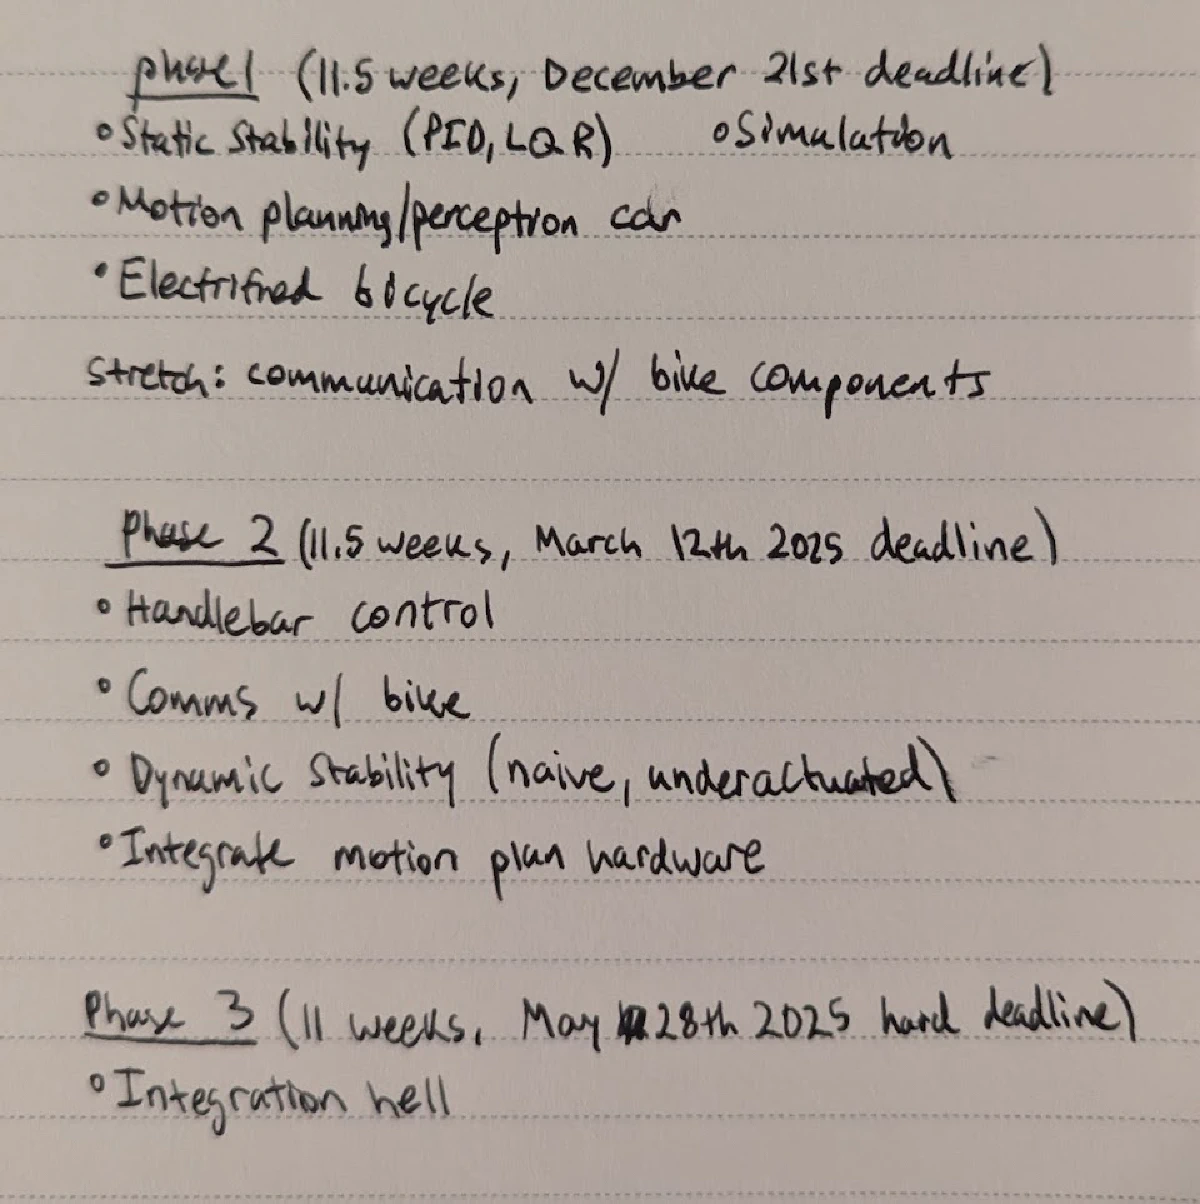 phase 1 (11.5 weeks, December 21st deadline)
• Static Stability (PID, LQR) • Simulation
• Motion planning/perception car
• Electrified bicycle
stretch: communication w/ bike components
Phase 2 (11.5 weeks, March 12th 2025 deadline)
• Handlebar control
• Comms w/ bike
• Dynamic Stability (naive, underactuated)
• Integrate motion plan hardware
Phase 3 (11 weeks, May 28th 2025 hard deadline)
• Integration hell